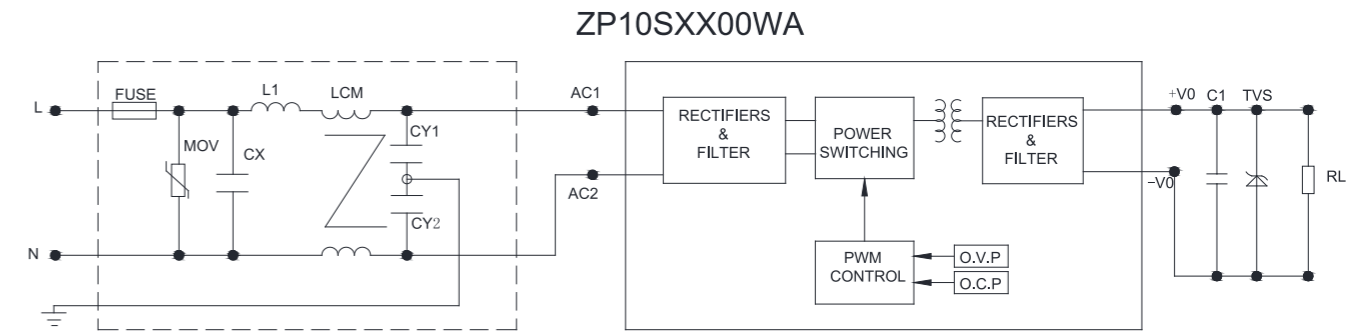 ZP10SXX00WA
FUSE
L1
LCM
AC1
+V0
C1
TVS
L
RECTIFIERS
&
FILTER
POWER
SWITCHING
RECTIFIERS
&
FILTER
MOV
CX
CY1
AC2
−V0
RL
CY2
N
PWM
CONTROL
O.V.P
O.C.P